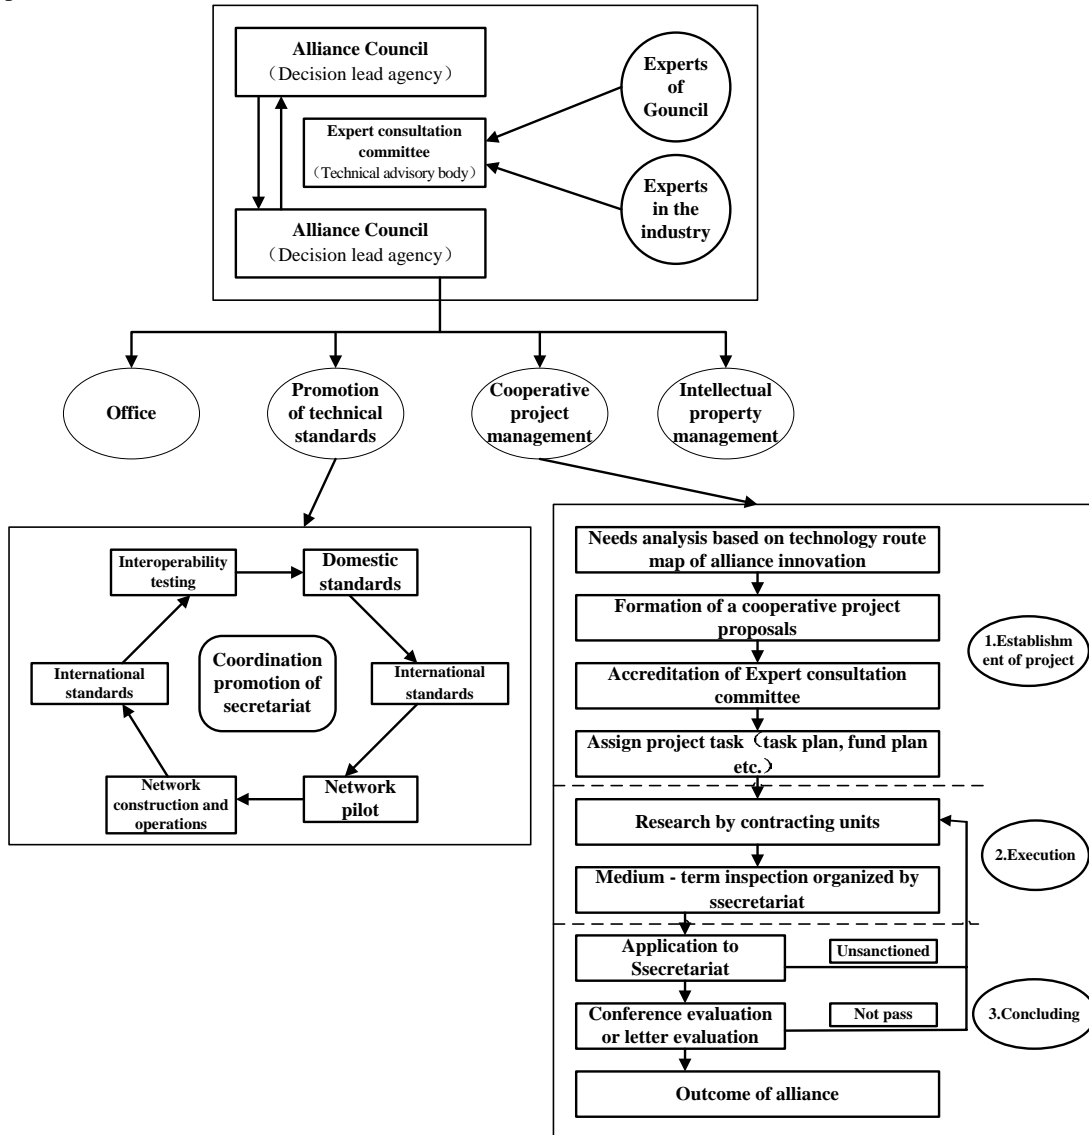 Alliance Council
（Decision lead agency）
Experts
of
Gouncil
Expert consultation
committee
（Technical advisory body）
Experts
in the
industry
Alliance Council
（Decision lead agency）
Office
Promotion
of technical
standards
Cooperative
project
management
Intellectual
property
management
Interoperability
testing
Domestic
standards
International
standards
Coordination
promotion of
secretariat
International
standards
Network
construction and
operations
Network
pilot
Needs analysis based on technology route
map of alliance innovation
Formation of a cooperative project
proposals
Accreditation of Expert consultation
committee
Assign project task（task plan, fund plan
etc.）
1.Establishm
ent of project
Research by contracting units
Medium - term inspection organized by
ssecretariat
2.Execution
Application to
Ssecretariat
Unsanctioned
Conference evaluation
or letter evaluation
Not pass
3.Concluding
Outcome of alliance